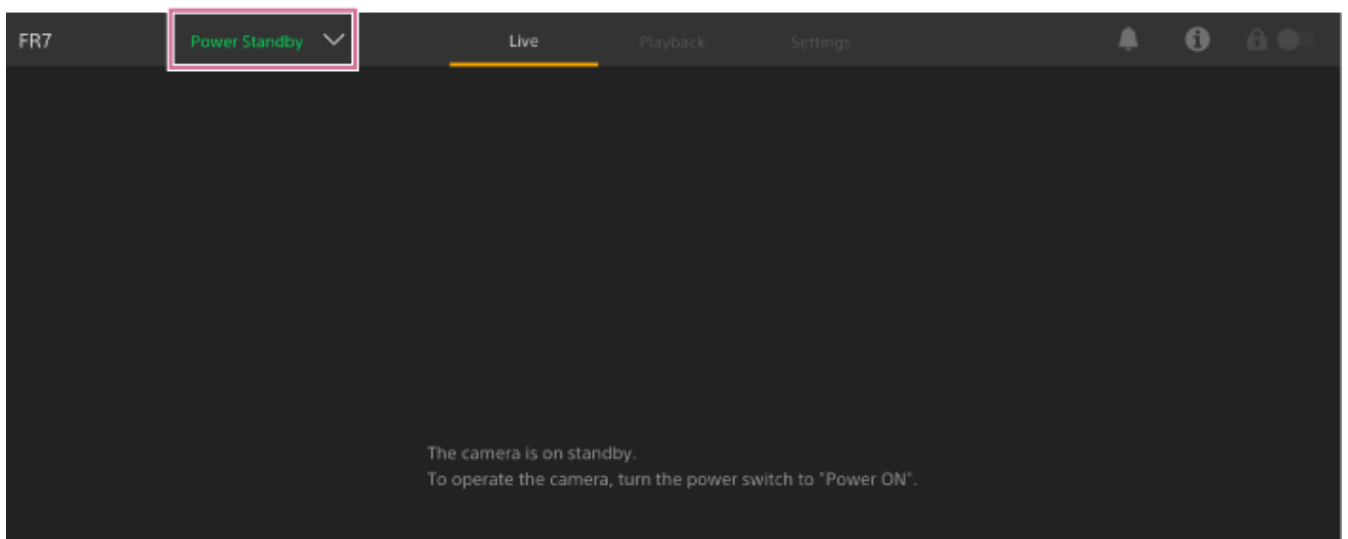 FR7
Power Standby
Live
Playback
Settings
The camera is on standby.
To operate the camera, turn the power switch to "Power ON".